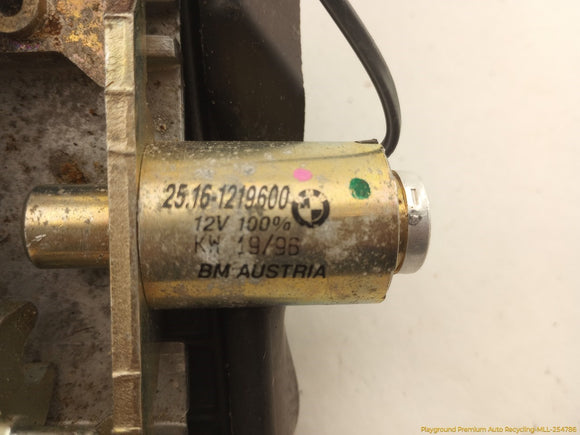 25.16-1219600
12V 100%
KW 19/96
BM AUSTRIA
Playground Premium Auto Recycling-MLL-254786